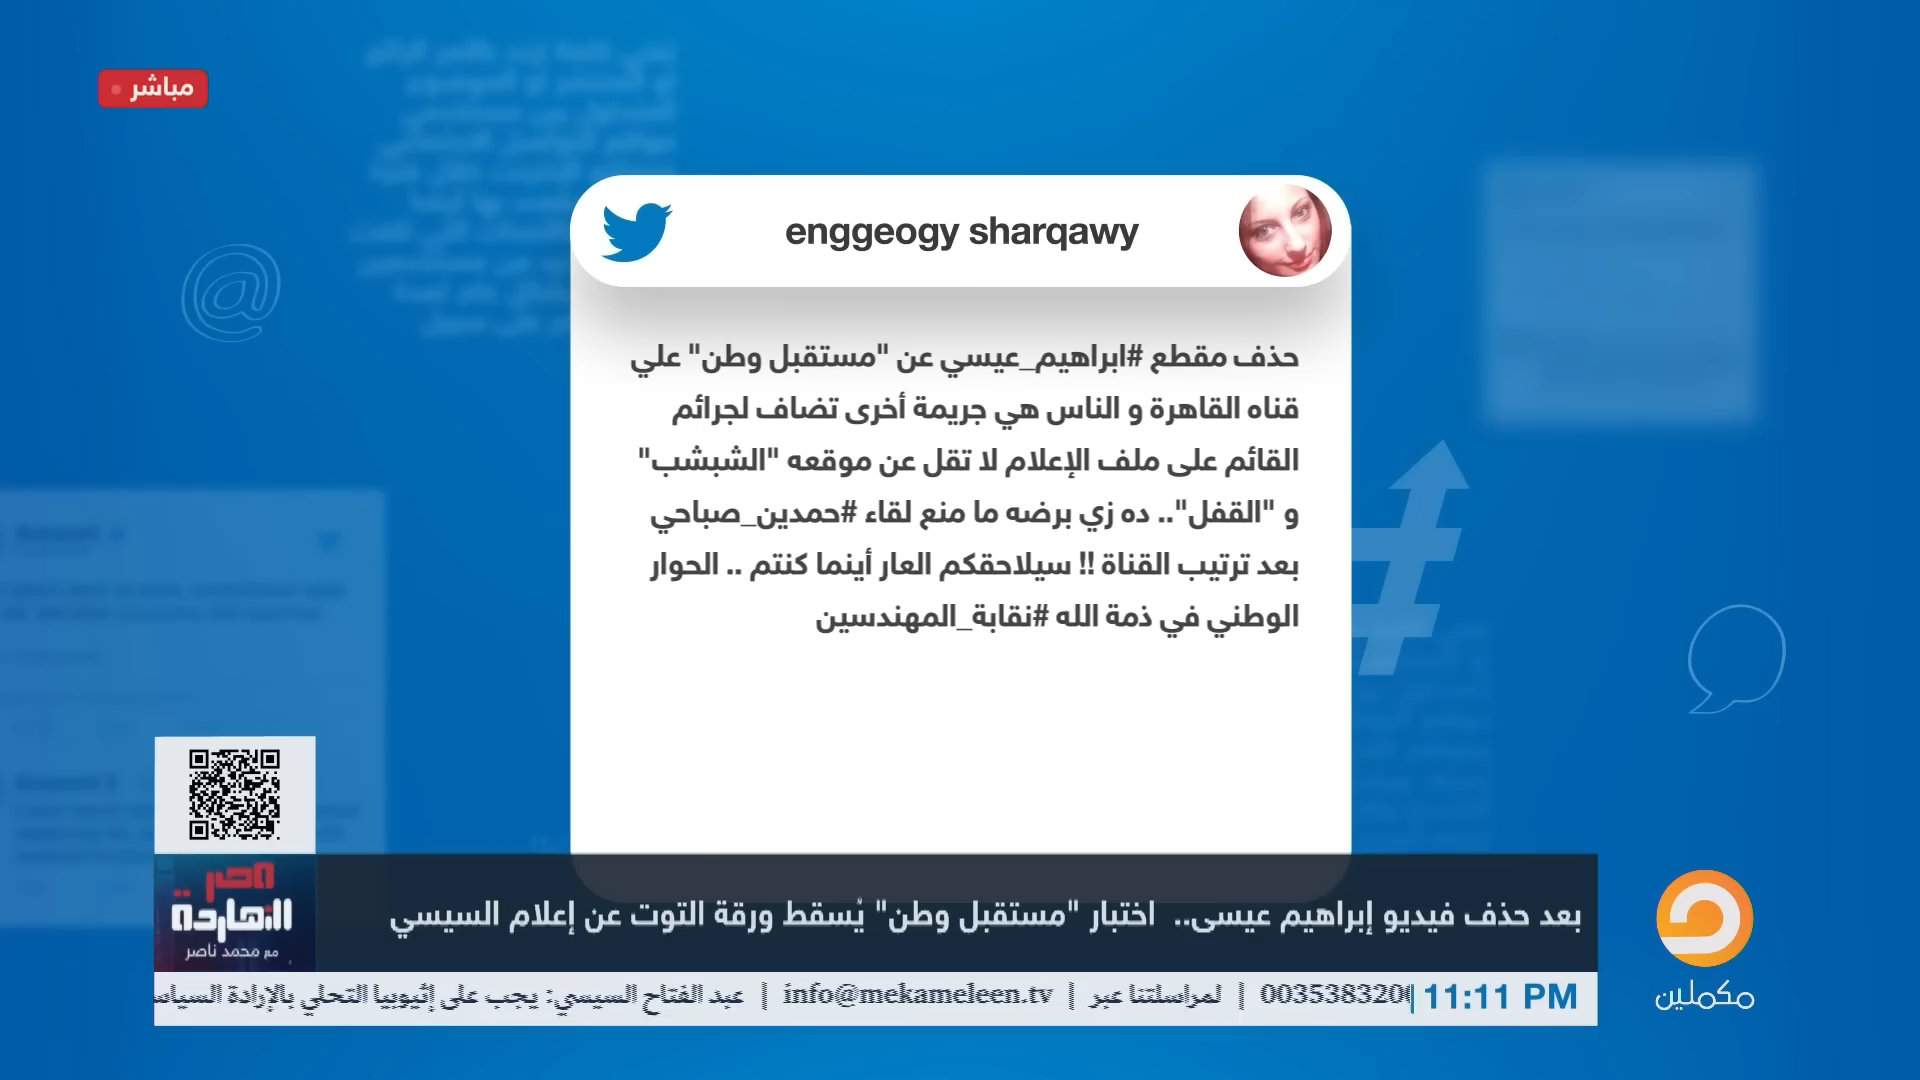 مباشر
enggeogy sharqawy
حذف مقطع #ابراهيم_عيسي عن "مستقبل وطن" علي
قناه القاهرة و الناس هي جريمة أخرى تضاف لجرائم
القائم على ملف الإعلام لا تقل عن موقعه "الشبشب"
و "القفل".. ده زي برضه ما منع لقاء #حمدين_صباحي
بعد ترتيب القناة !! سيلاحقكم العار أينما كنتم .. الحوار
الوطني في ذمة الله #نقابة_المهندسين
بعد حذف فيديو إبراهيم عيسى.. اختبار "مستقبل وطن" يُسقط ورقة التوت عن إعلام السيسي
مصر
النهاردة
مع محمد ناصر
003538320 | لمراسلتنا عبر | info@mekameleen.tv | عبد الفتاح السيسي: يجب على إثيوبيا التحلي بالإرادة
11:11 PM
مكملين